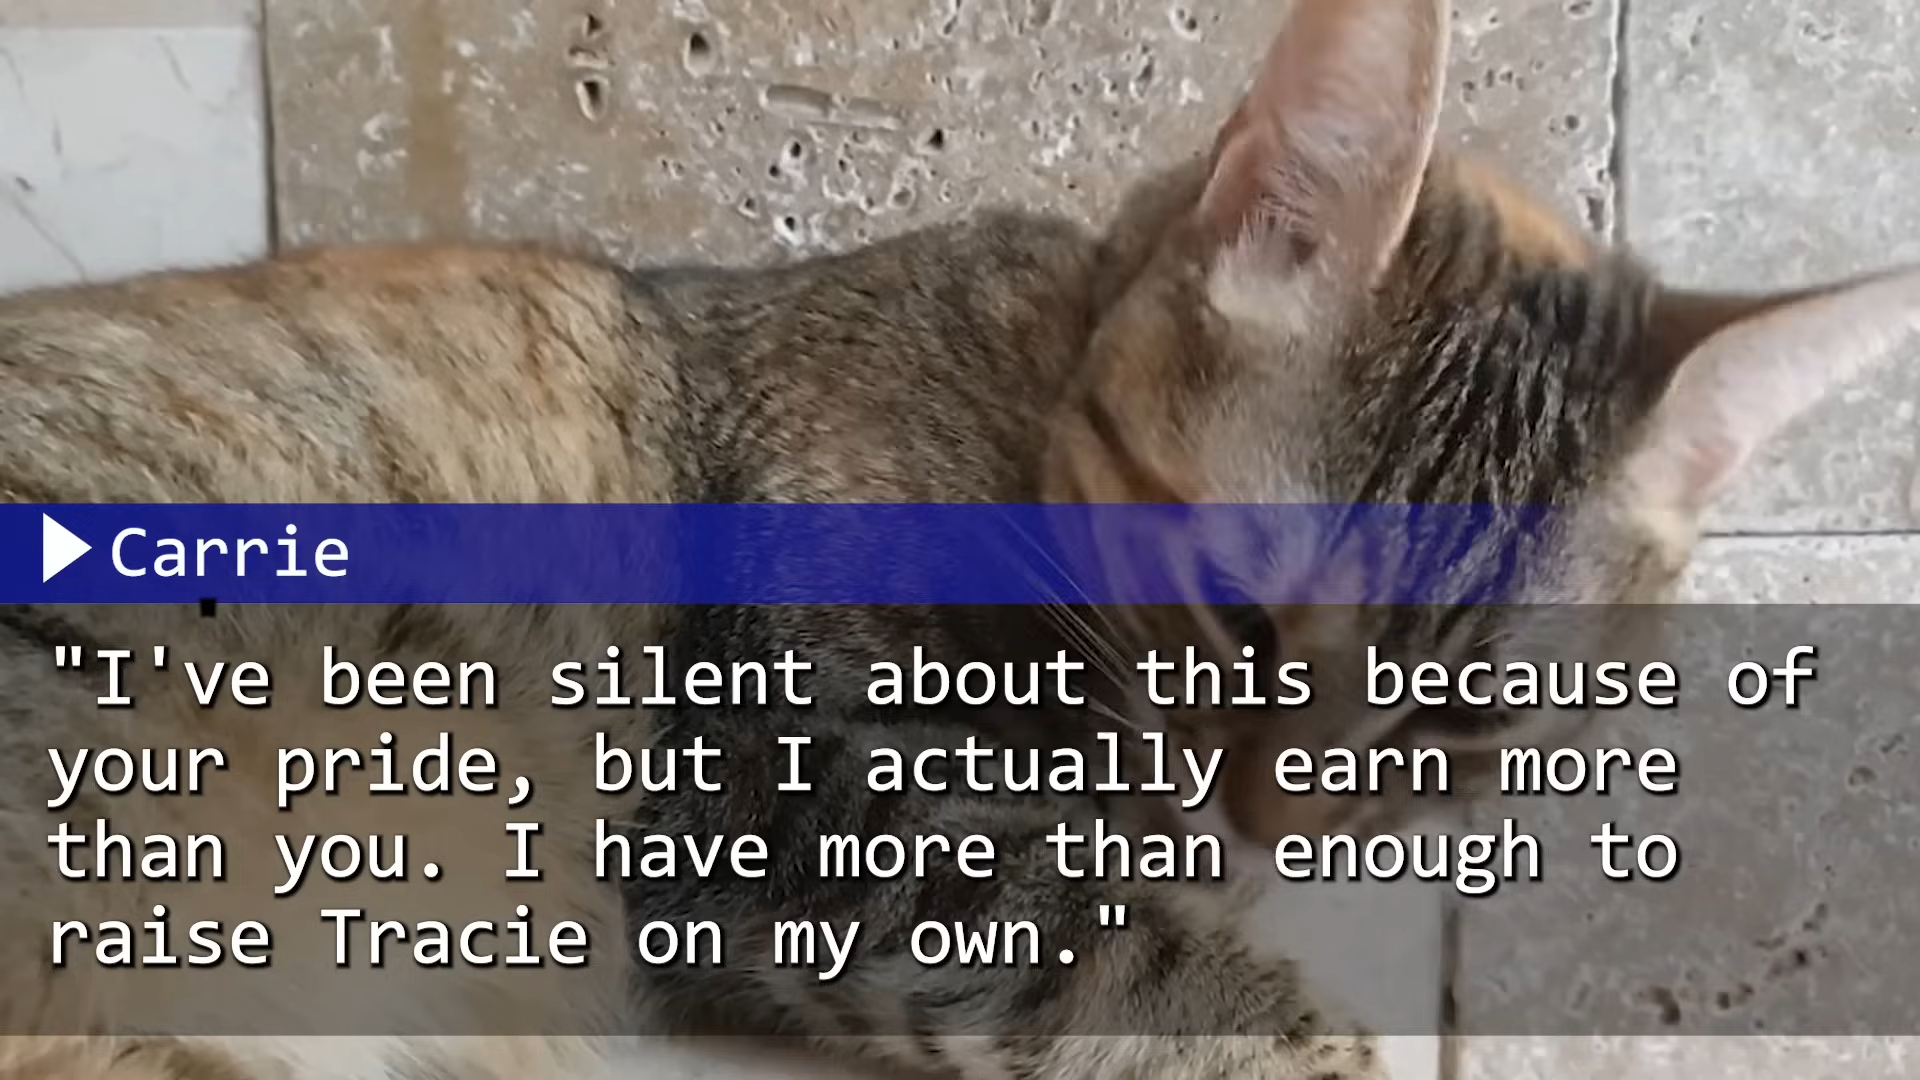 Carrie
"I've been silent about this because of
your pride, but I actually earn more
than you. I have more than enough to
raise Tracie on my own."